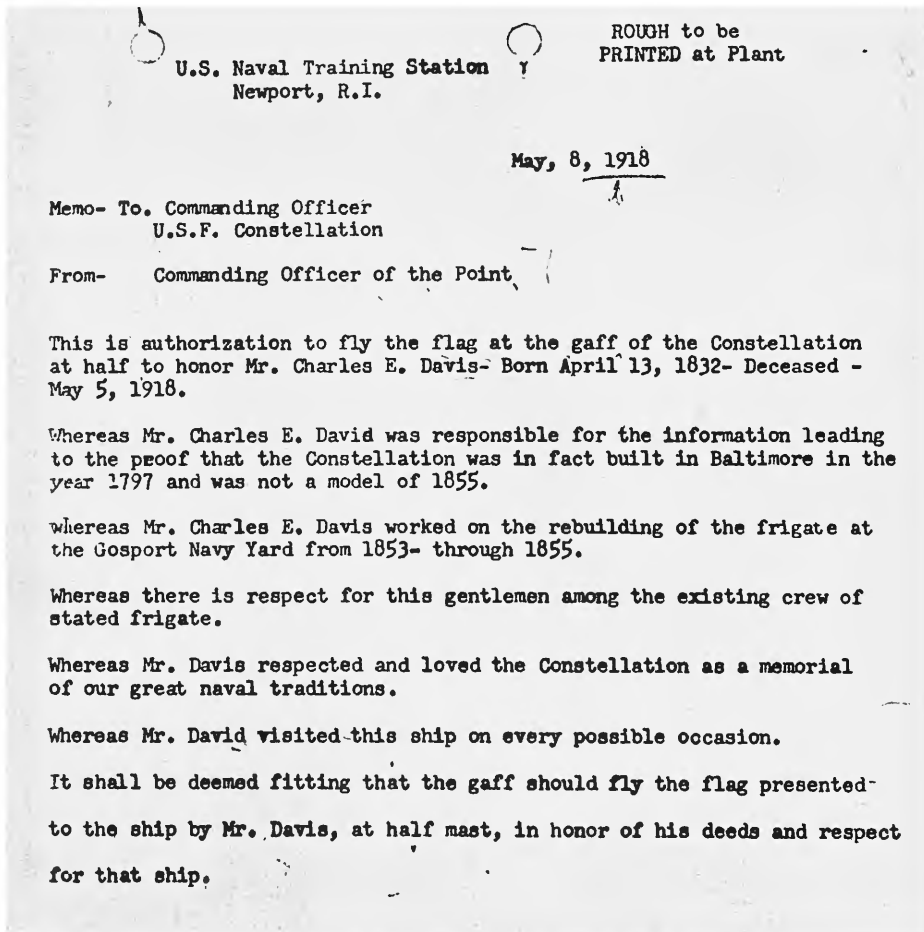 ROUGH to be
PRINTED at Plant
U.S. Naval Training Station
Newport, R.I.
May, 8, 1918
Memo- To. Commanding Officer
U.S.F. Constellation
From- Commanding Officer of the Point
This is authorization to fly the flag at the gaff of the Constellation
at half to honor Mr. Charles E. Davis- Born April 13, 1832- Deceased -
May 5, 1918.
Whereas Mr. Charles E. David was responsible for the information leading
to the proof that the Constellation was in fact built in Baltimore in the
year 1797 and was not a model of 1855.
whereas Mr. Charles E. Davis worked on the rebuilding of the frigate at
the Gosport Navy Yard from 1853- through 1855.
Whereas there is respect for this gentlemen among the existing crew of
stated frigate.
Whereas Mr. Davis respected and loved the Constellation as a memorial
of our great naval traditions.
Whereas Mr. David visited this ship on every possible occasion.
It shall be deemed fitting that the gaff should fly the flag presented
to the ship by Mr. Davis, at half mast, in honor of his deeds and respect
for that ship.